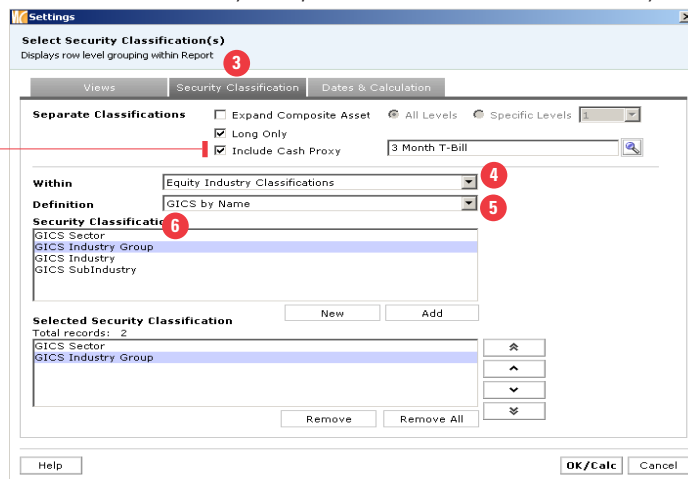 Settings
Select Security Classification(s)
Displays row level grouping within Report
3
Views Security Classification Dates & Calculation
Separate Classifications Expand Composite Asset All Levels Specific Levels 1
Long Only
Include Cash Proxy 3 Month T-Bill
Within Equity Industry Classifications 4
Definition GICS by Name 5
Security Classificatio 6
GICS Sector
GICS Industry Group
GICS Industry
GICS SubIndustry
New Add
Selected Security Classification
Total records: 2
GICS Sector
GICS Industry Group
Remove Remove All
Help OK/Calc Cancel